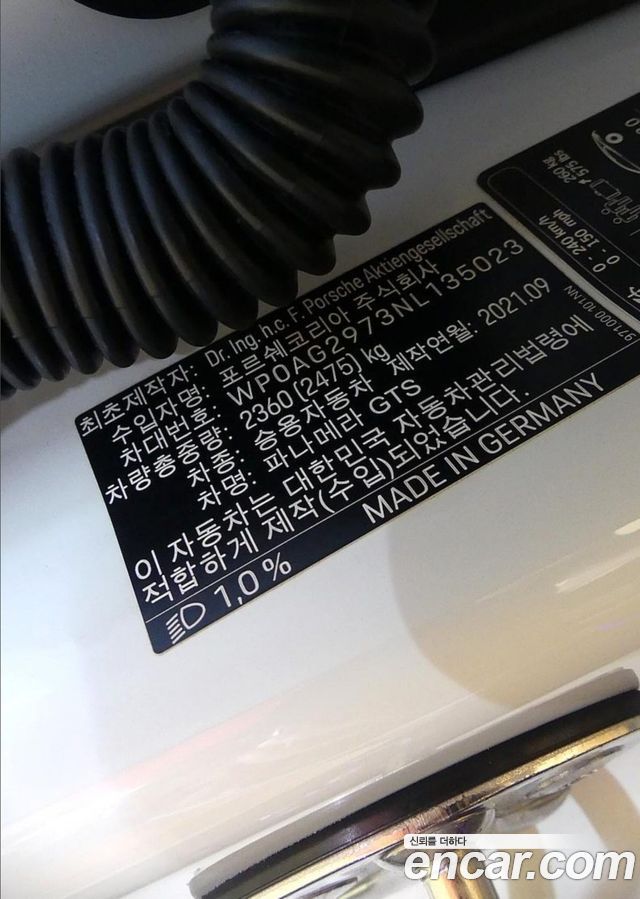 최초제작자: Dr. Ing. h.c. F. Porsche Aktiengesellschaft
수입자명: 포르쉐코리아 주식회사
차대번호: WP0AG2973NL135023
차량총중량: 2360 (2475) kg
차종: 승용자동차 제작연월: 2021.09
차명: 파나메라 GTS
이 자동차는 대한민국 자동차관리법령에
적합하게 제작(수입)되었습니다.
MADE IN GERMANY
1,0%
260 kg
575 lbs
0 - 240 km/h
0 - 150 mph
신뢰를 더하다
encar.com